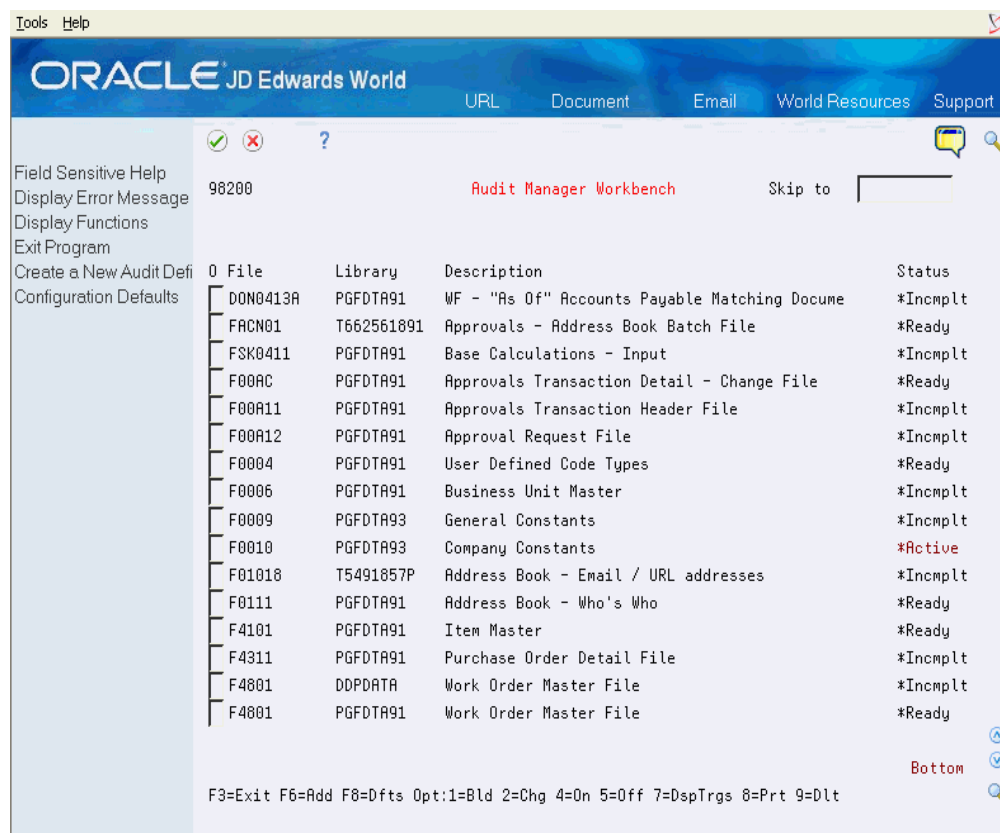 Tools Help
ORACLE JD Edwards World
URL Document Email World Resources Support
?
Field Sensitive Help
Display Error Message
Display Functions
Exit Program
Create a New Audit Defi
Configuration Defaults
98200 Audit Manager Workbench Skip to
O File Library Description Status
DON0413A PGFDTA91 WF - "As Of" Accounts Payable Matching Docume *Incmplt
FACN01 T662561891 Approvals - Address Book Batch File *Ready
FSK0411 PGFDTA91 Base Calculations - Input *Incmplt
F00AC PGFDTA91 Approvals Transaction Detail - Change File *Ready
F00A11 PGFDTA91 Approvals Transaction Header File *Incmplt
F00A12 PGFDTA91 Approval Request File *Incmplt
F0004 PGFDTA91 User Defined Code Types *Ready
F0006 PGFDTA91 Business Unit Master *Incmplt
F0009 PGFDTA93 General Constants *Incmplt
F0010 PGFDTA93 Company Constants *Active
F01018 T5491857P Address Book - Email / URL addresses *Incmplt
F0111 PGFDTA91 Address Book - Who's Who *Ready
F4101 PGFDTA91 Item Master *Ready
F4311 PGFDTA91 Purchase Order Detail File *Incmplt
F4801 DDPDATA Work Order Master File *Incmplt
F4801 PGFDTA91 Work Order Master File *Ready
Bottom
F3=Exit F6=Add F8=Dfts Opt:1=Bld 2=Chg 4=On 5=Off 7=DspTrgs 8=Prt 9=Dlt